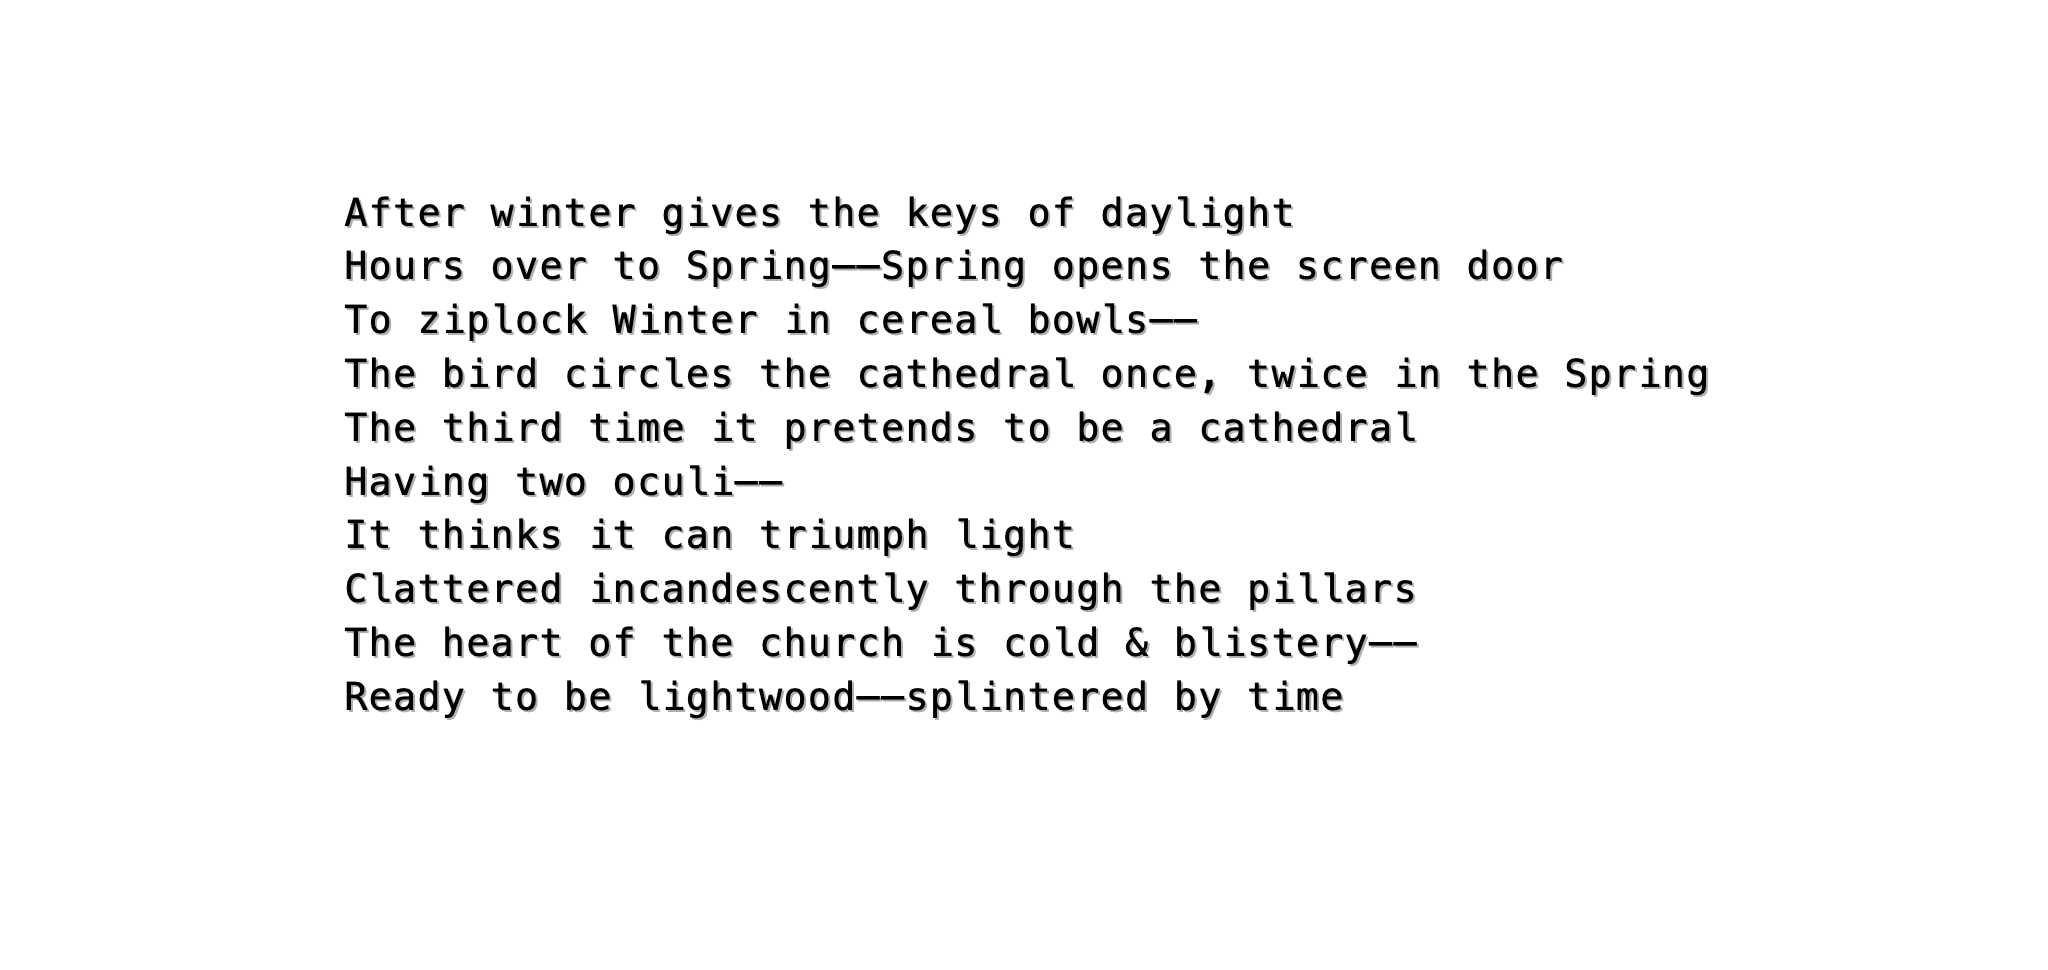 After winter gives the keys of daylight
Hours over to Spring——Spring opens the screen door
To ziplock Winter in cereal bowls——
The bird circles the cathedral once, twice in the Spring
The third time it pretends to be a cathedral
Having two oculi——
It thinks it can triumph light
Clattered incandescently through the pillars
The heart of the church is cold & blistery——
Ready to be lightwood——splintered by time